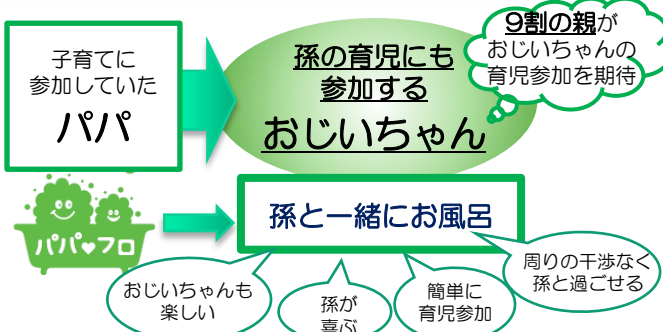 子育てに
参加していた
パパ
孫の育児にも
参加する
おじいちゃん
9割の親が
おじいちゃんの
育児参加を期待
パパ♥フロ
孫と一緒にお風呂
おじいちゃんも
楽しい
孫が
喜ぶ
簡単に
育児参加
周りの干渉なく
孫と過ごせる